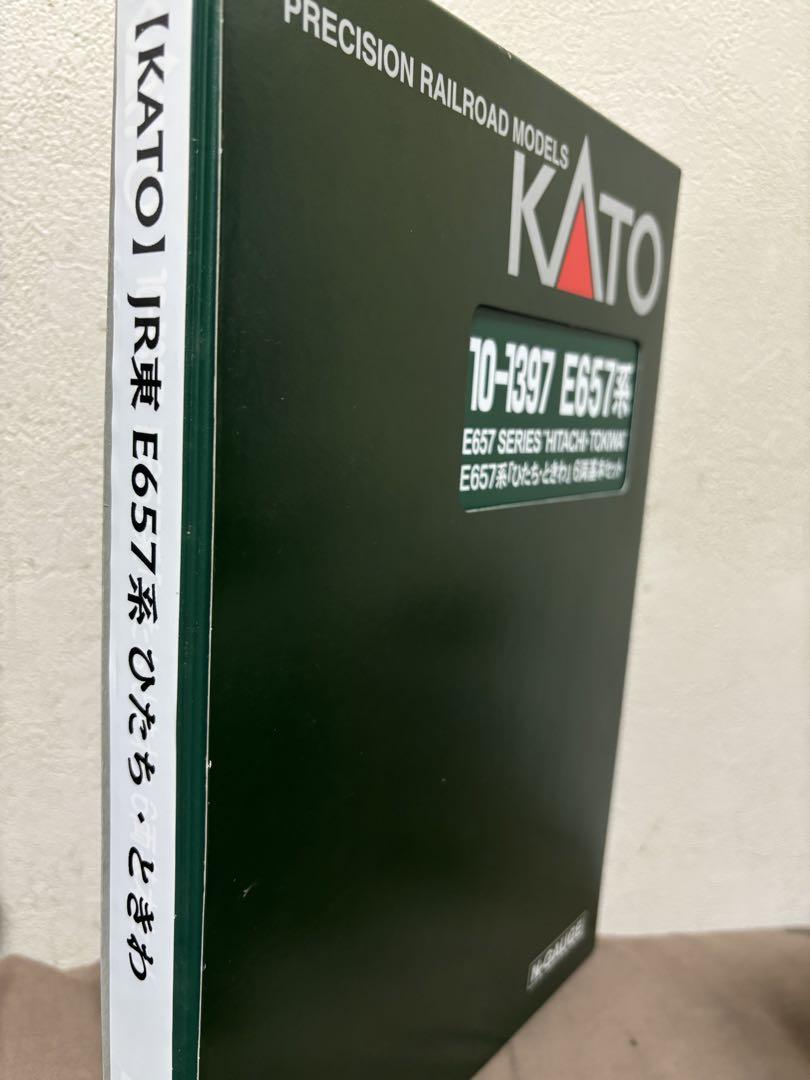 【KATO】 JR東 E657系 ひたち・ときわ
PRECISION RAILROAD MODELS
KATO
10-1397 E657系
E657 SERIES "HITACHI・TOKIWA"
E657系「ひたち・ときわ」6両基本セット
N-GAUGE